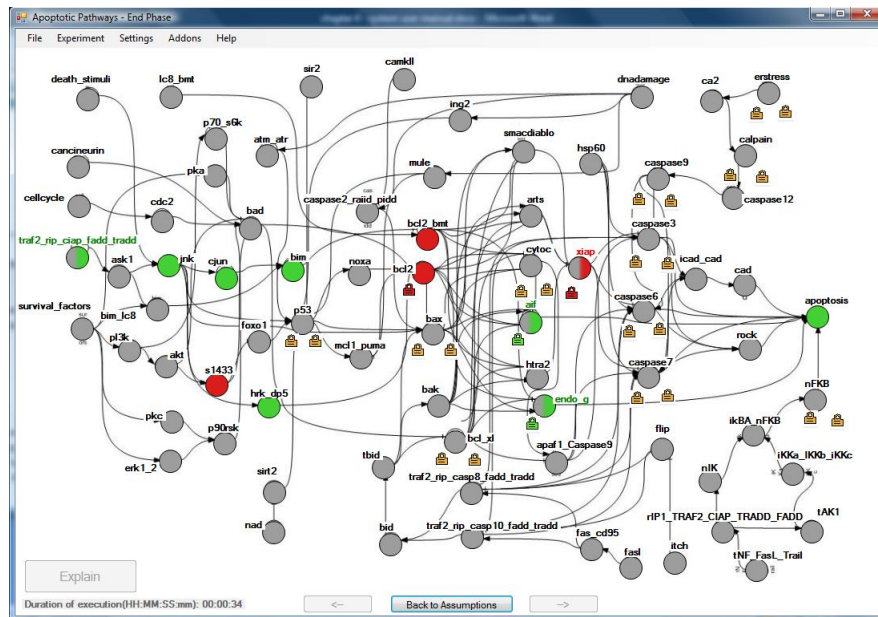 Apoptotic Pathways - End Phase
File Experiment Settings Addons Help
death_stimuli
lc8_bmt
sir2
camkII
dnadamage
ca2
erstress
p70_s6k
ing2
atm_atr
smacdiablo
hsp60
calpain
cancineurin
pka
mule
caspase9
caspase12
cellcycle
cdc2
bad
caspase2_raiid_pidd
arts
bcl2_bmt
caspase3
traf2_rip_ciap_fadd_tradd
ask1
jnk
cjun
bim
noxa
bcl2
cytoc
xiap
icad_cad
cad
survival_factors
bim_lc8
p53
aif
caspase6
apoptosis
foxo1
bax
pI3k
akt
mcl1_puma
rock
s1433
htra2
caspase7
hrk_dp5
bak
endo_g
nFKB
pkc
p90rsk
bcl_xl
flip
ikBA_nFKB
erk1_2
tbid
apaf1_Caspase9
iKKa_IKKb_iKKc
sirt2
traf2_rip_casp8_fadd_tradd
nIK
nad
bid
traf2_rip_casp10_fadd_tradd
rIP1_TRAF2_CIAP_TRADD_FADD
tAK1
fas_cd95
fasl
itch
tNF_FasL_Trail
Explain
Duration of execution(HH:MM:SS:mm): 00:00:34
<-- Back to Assumptions -->